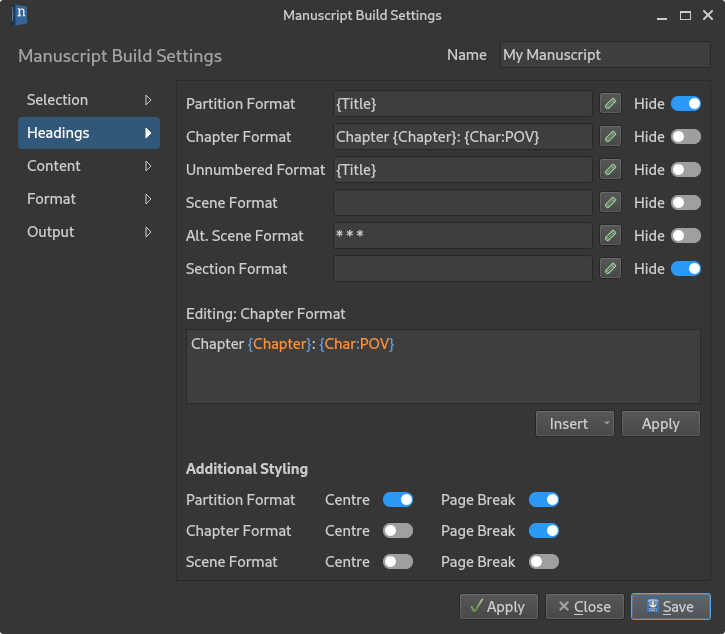 n
Manuscript Build Settings
Manuscript Build Settings Name My Manuscript
Selection
Headings
Content
Format
Output
Partition Format {Title} Hide
Chapter Format Chapter {Chapter}: {Char:POV} Hide
Unnumbered Format {Title} Hide
Scene Format Hide
Alt. Scene Format * * * Hide
Section Format Hide
Editing: Chapter Format
Chapter {Chapter}: {Char:POV}
Insert Apply
Additional Styling
Partition Format Centre Page Break
Chapter Format Centre Page Break
Scene Format Centre Page Break
Apply Close Save